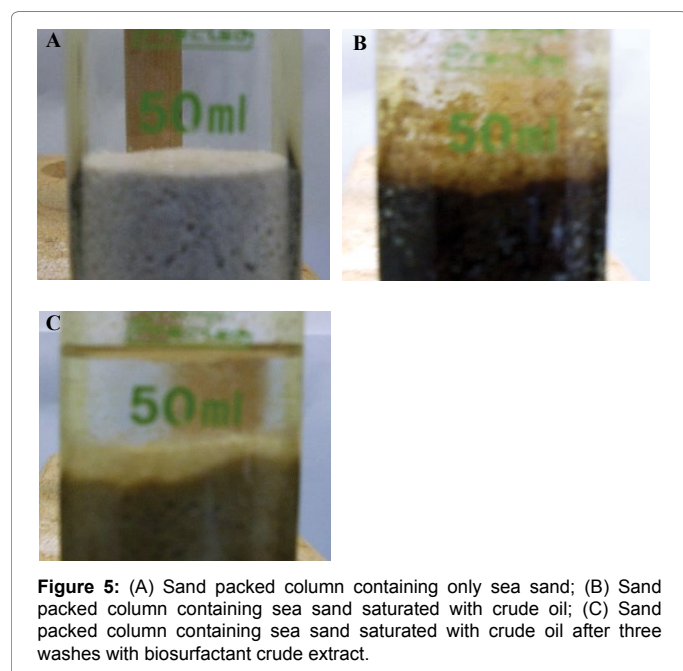 A
50ml
B
50ml
C
50ml
Figure 5: (A) Sand packed column containing only sea sand; (B) Sand
packed column containing sea sand saturated with crude oil; (C) Sand
packed column containing sea sand saturated with crude oil after three
washes with biosurfactant crude extract.